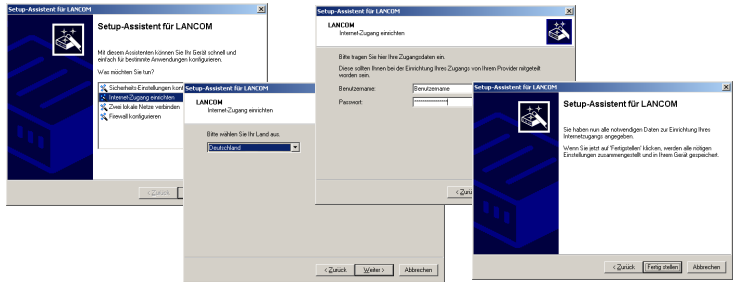 Setup-Assistent für LANCOM
Setup-Assistent für LANCOM
Mit diesem Assistenten können Sie Ihr Gerät schnell und
einfach für bestimmte Anwendungen konfigurieren.
Was möchten Sie tun?
Sicherheits-Einstellungen kont
Internet-Zugang einrichten
Zwei lokale Netze verbinden
Firewall konfigurieren
< Zurück
Setup-Assistent für LANCOM
LANCOM
Internet-Zugang einrichten
Bitte wählen Sie Ihr Land aus.
Deutschland
< Zurück
Weiter >
Abbrechen
Setup-Assistent für LANCOM
LANCOM
Internet-Zugang einrichten
Bitte tragen Sie hier Ihre Zugangsdaten ein.
Diese sollten Ihnen bei der Einrichtung Ihres Zugangs von Ihrem Provider mitgeteilt
worden sein.
Benutzername:
Benutzername
Passwort:
< Zurü
Setup-Assistent für LANCOM
Setup-Assistent für LANCOM
Sie haben nun alle notwendigen Daten zur Einrichtung Ihres
Internetzugangs angegeben.
Wenn Sie jetzt auf 'Fertigstellen' klicken, werden alle nötigen
Einstellungen zusammengestellt und in Ihrem Gerät gespeichert.
< Zurück
Fertig stellen
Abbrechen